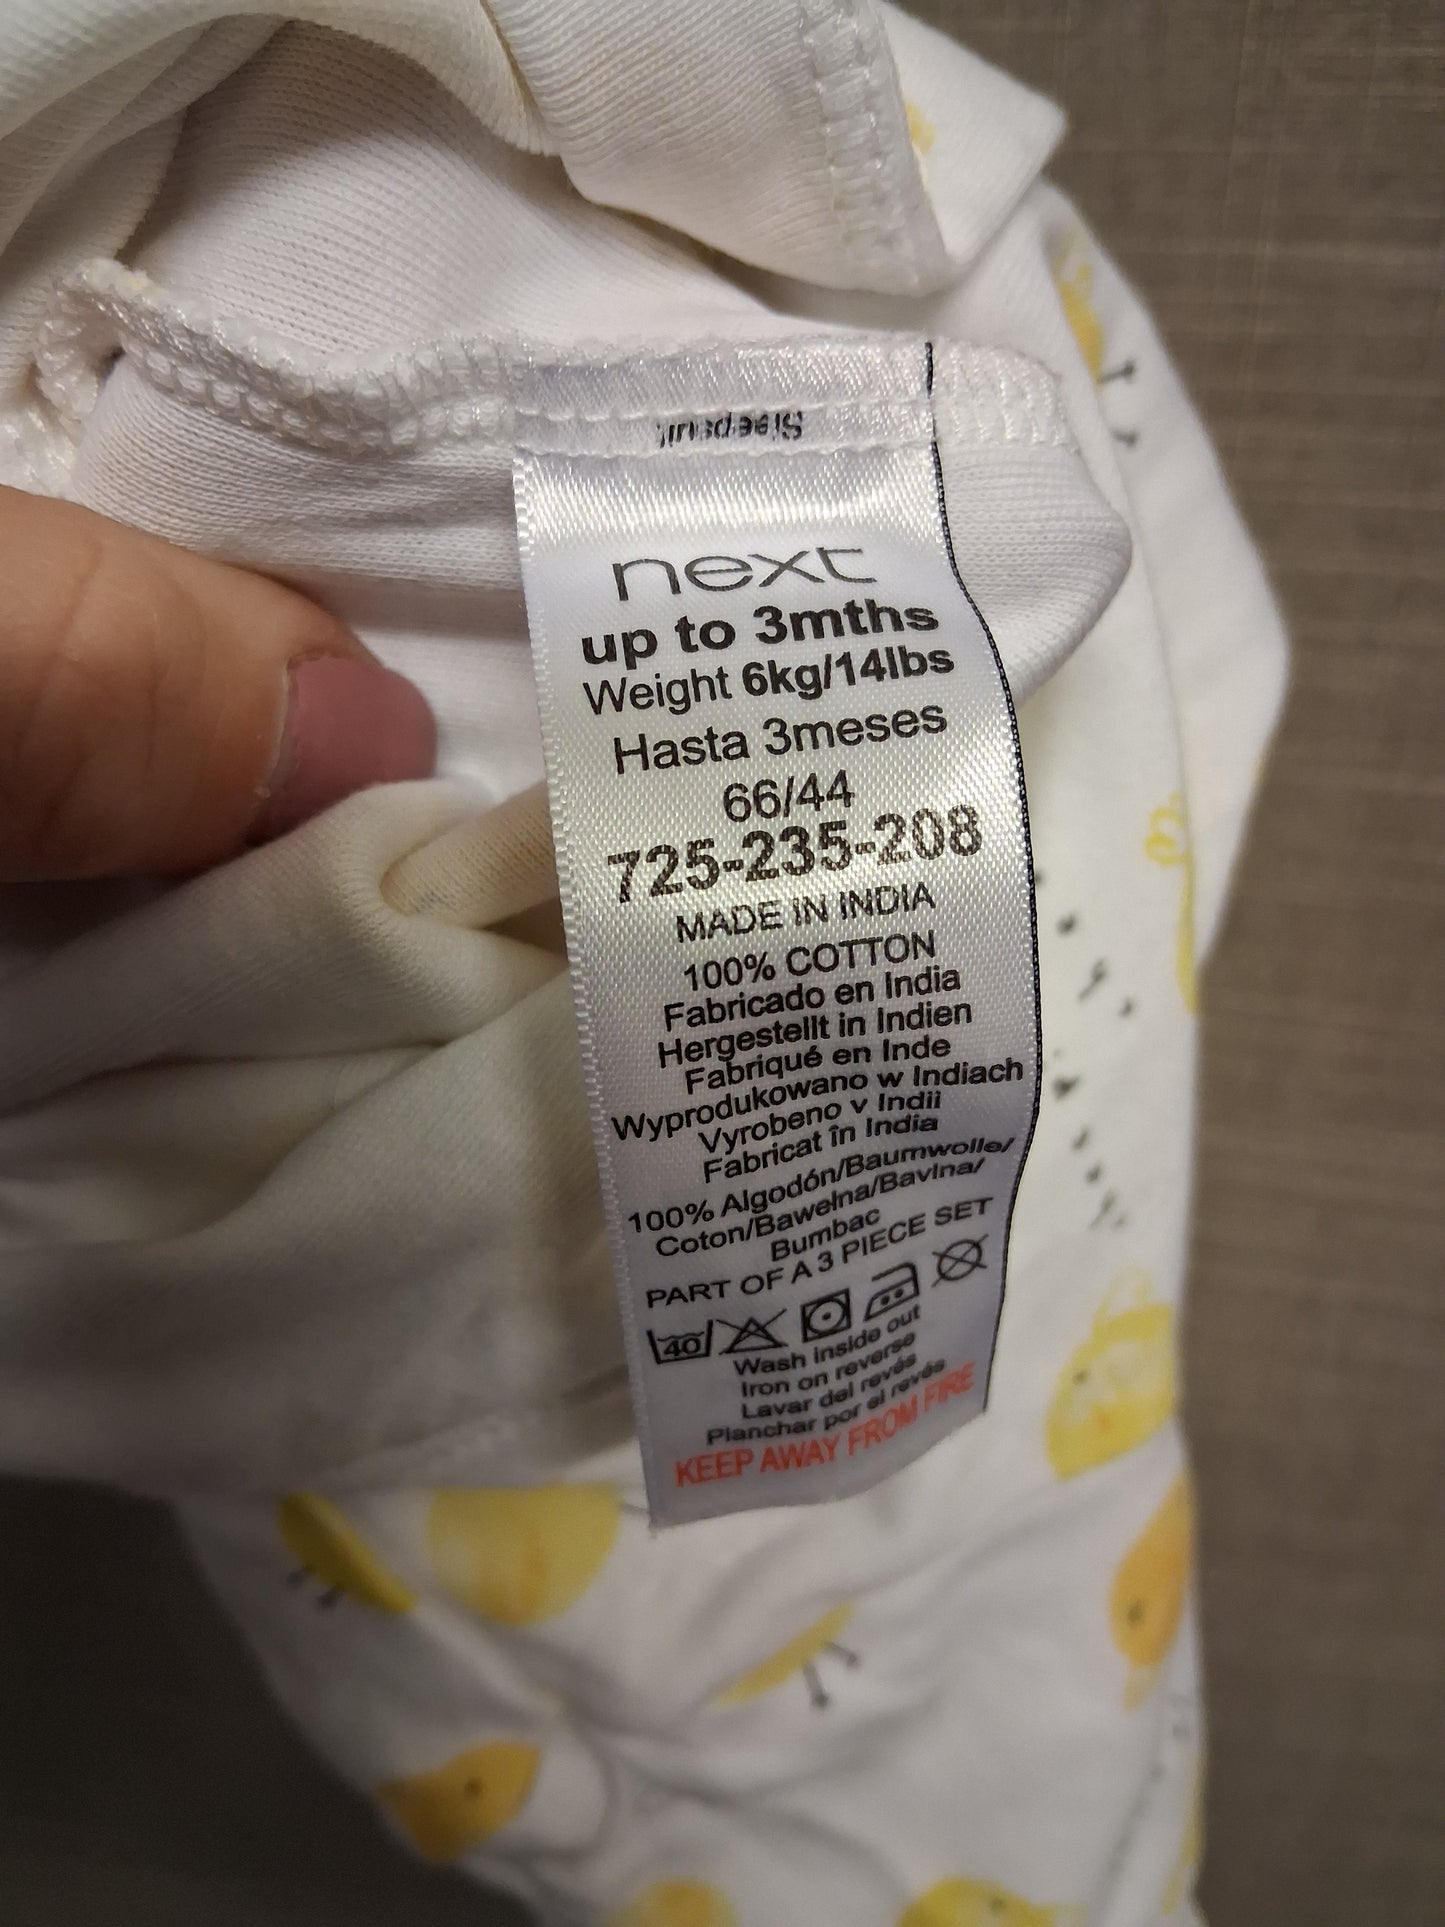 Sleepsuit
next
up to 3mths
Weight 6kg/14lbs
Hasta 3meses
66/44
725-235-208
MADE IN INDIA
100% COTTON
Fabricado en India
Hergestellt in Indien
Fabriqué en Inde
Wyprodukowano w Indiach
Vyrobeno v Indii
Fabricat în India
100% Algodón/Baumwolle/
Coton/Bawełna/Bavlna/
Bumbac
PART OF A 3 PIECE SET
40
Wash inside out
Iron on reverse
Lavar del revés
Planchar por el revés
KEEP AWAY FROM FIRE